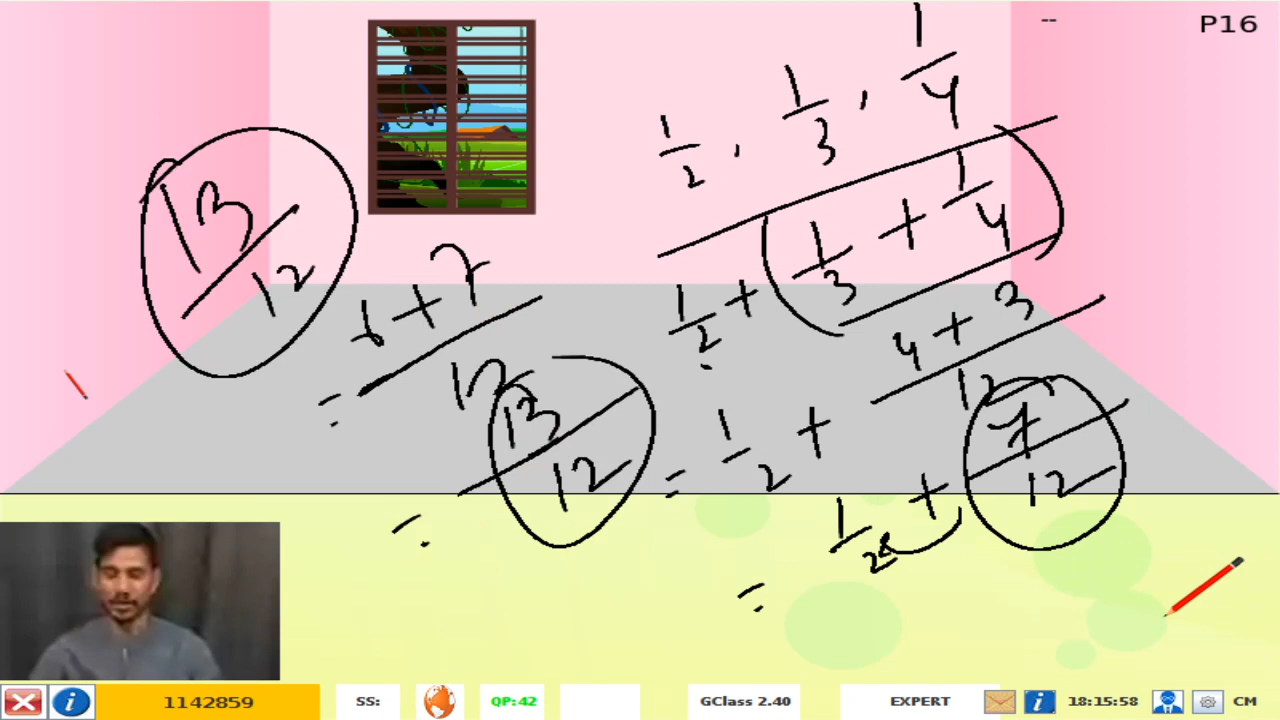 -- P16
1/2 , 1/3 , 1/4
1/2 + (1/3 + 1/4)
= 1/2 + 4 + 3/12
= 1/2 + 7/12
= 6 + 7/12
= 13/12
13/12
1142859 SS: QP:42 GClass 2.40 EXPERT 18:15:58 CM